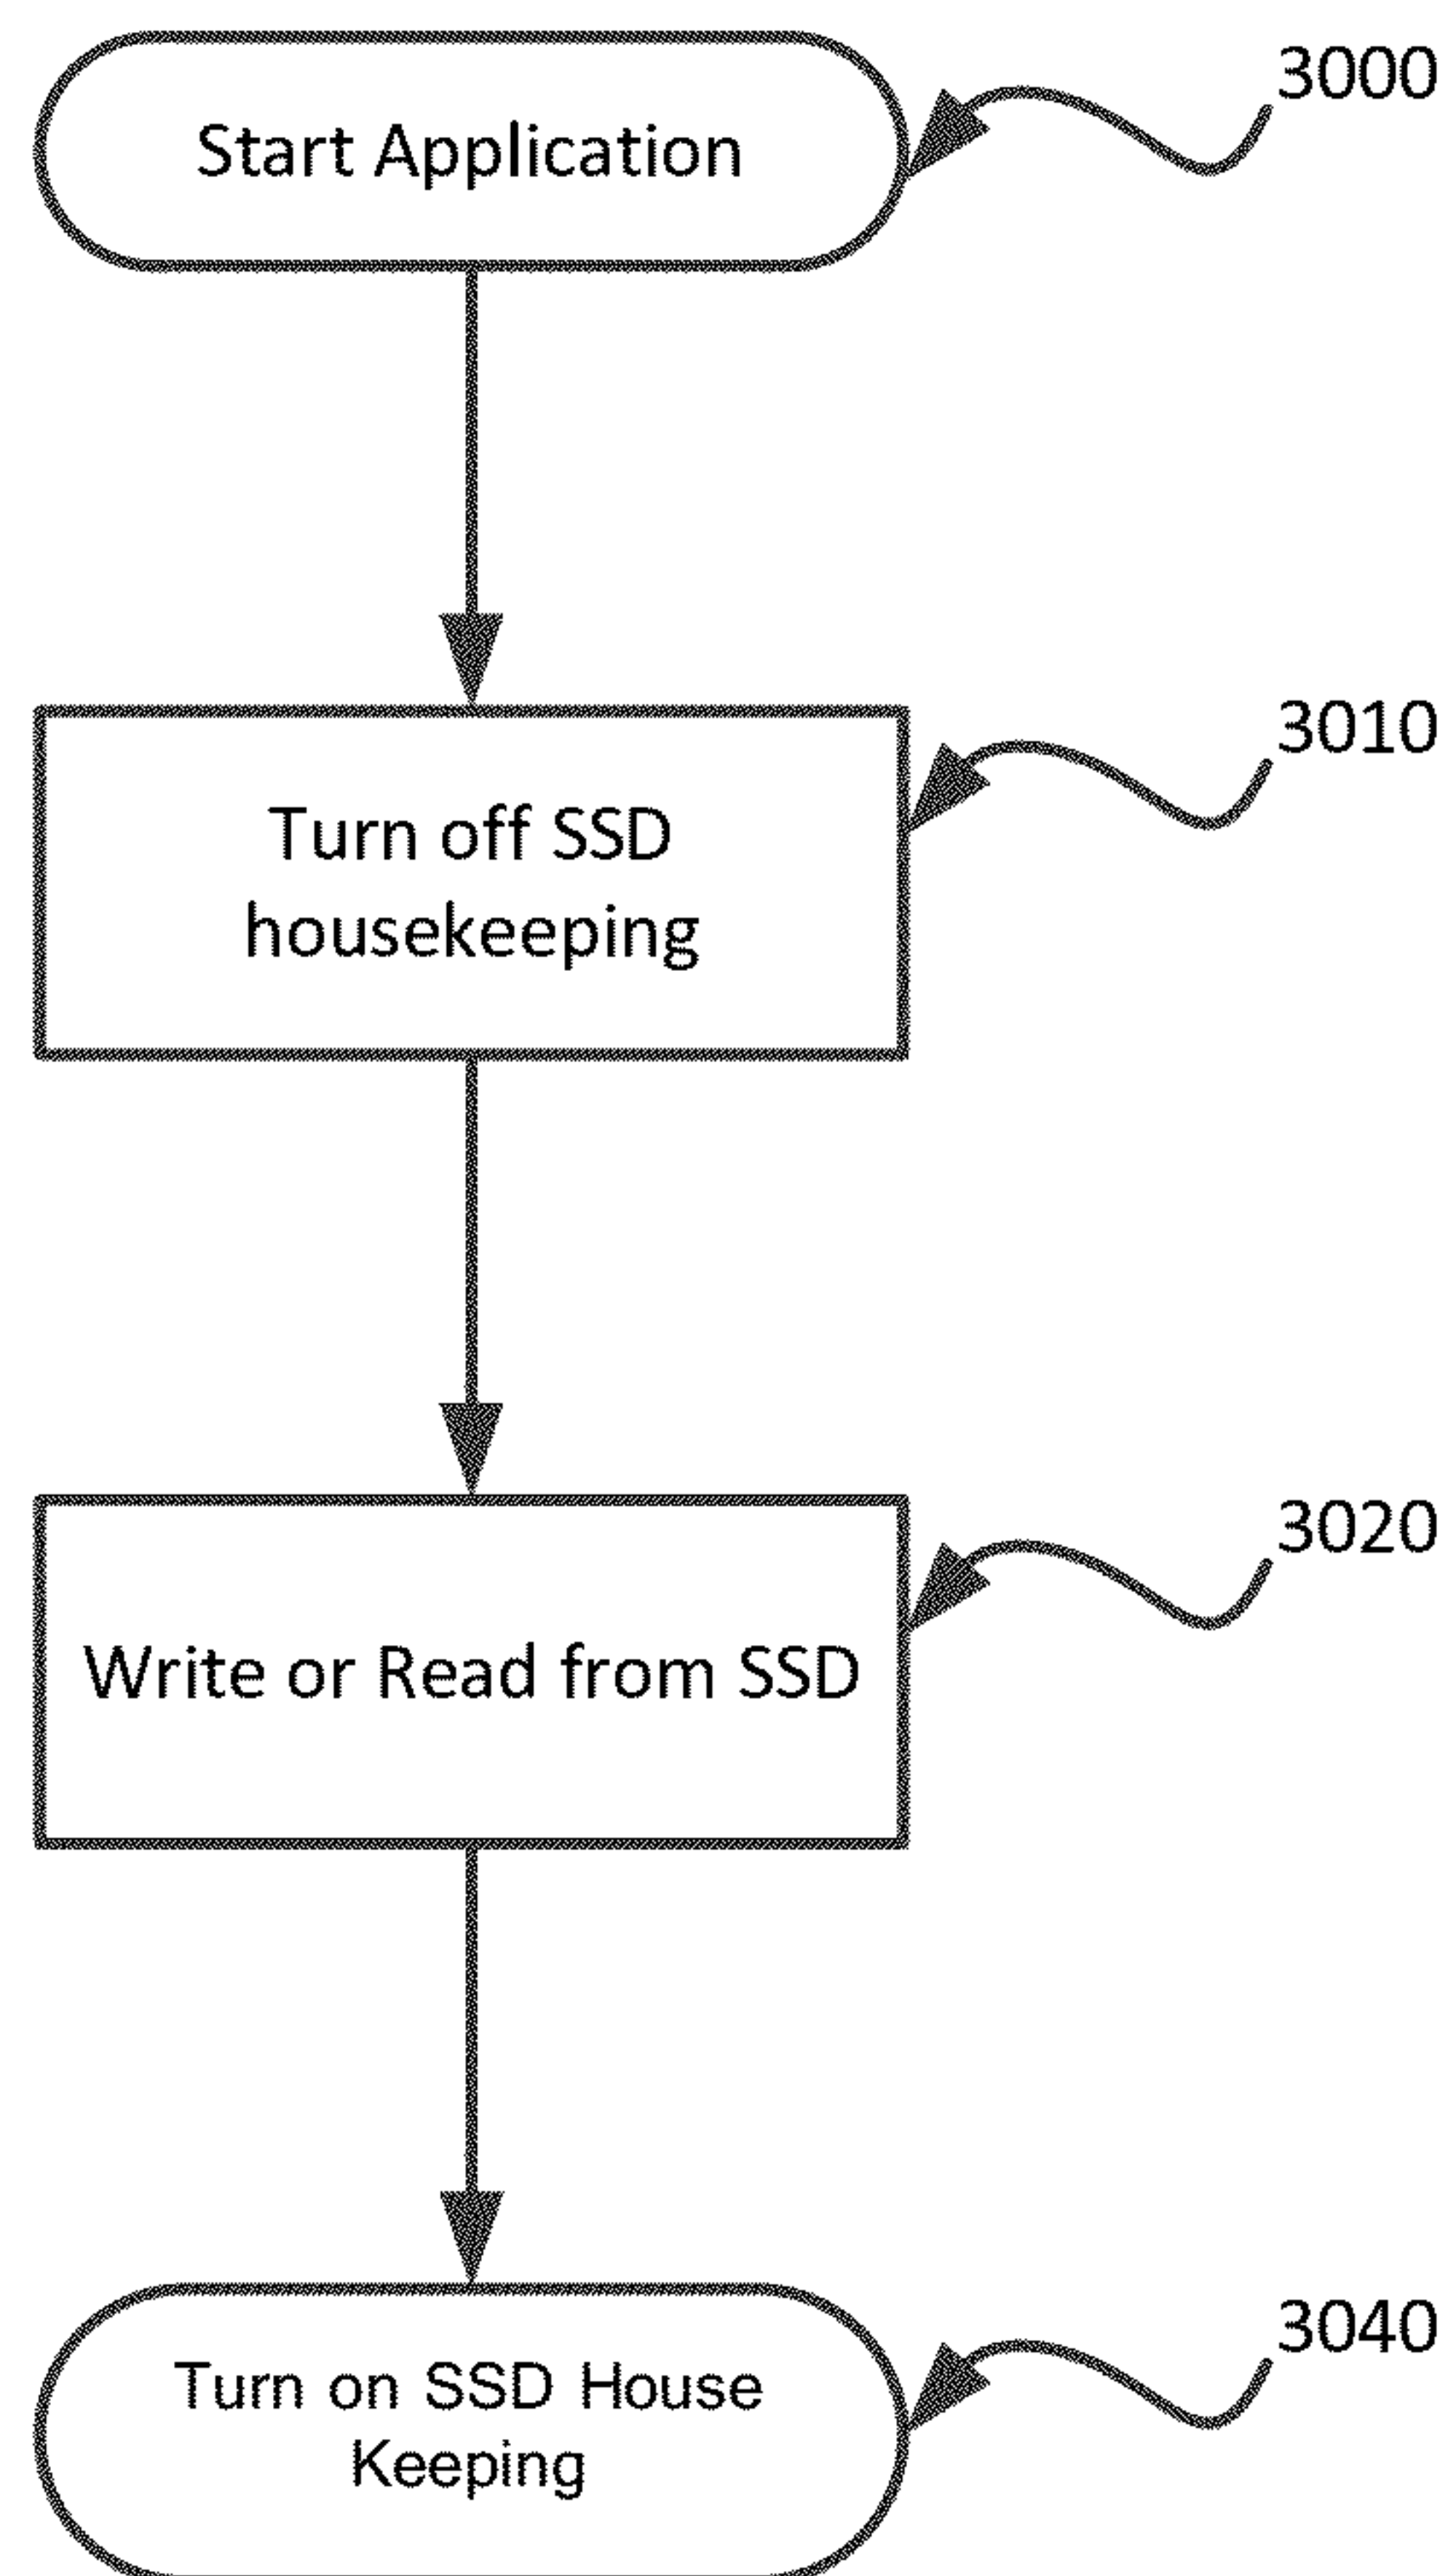 Start Application
3000
Turn off SSD
housekeeping
3010
Write or Read from SSD
3020
Turn on SSD House
Keeping
3040